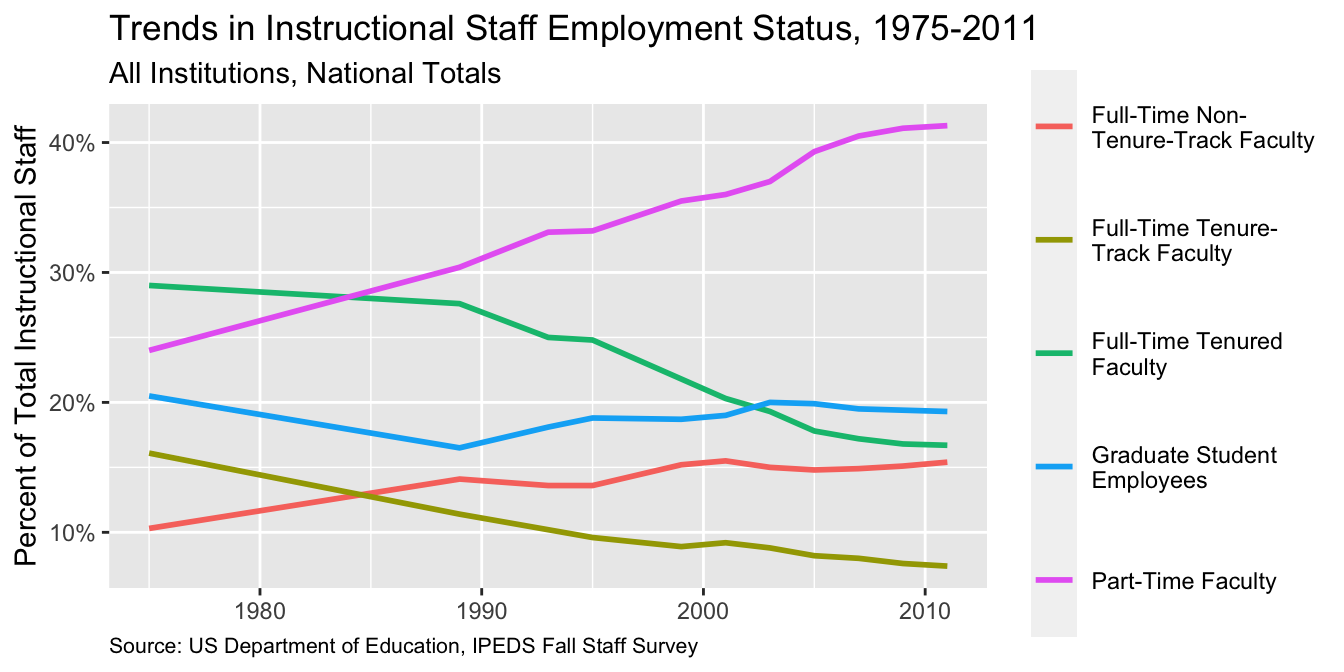 Trends in Instructional Staff Employment Status, 1975-2011
All Institutions, National Totals
Percent of Total Instructional Staff
40%
30%
20%
10%
1980
1990
2000
2010
Full-Time Non-
Tenure-Track Faculty
Full-Time Tenure-
Track Faculty
Full-Time Tenured
Faculty
Graduate Student
Employees
Part-Time Faculty
Source: US Department of Education, IPEDS Fall Staff Survey